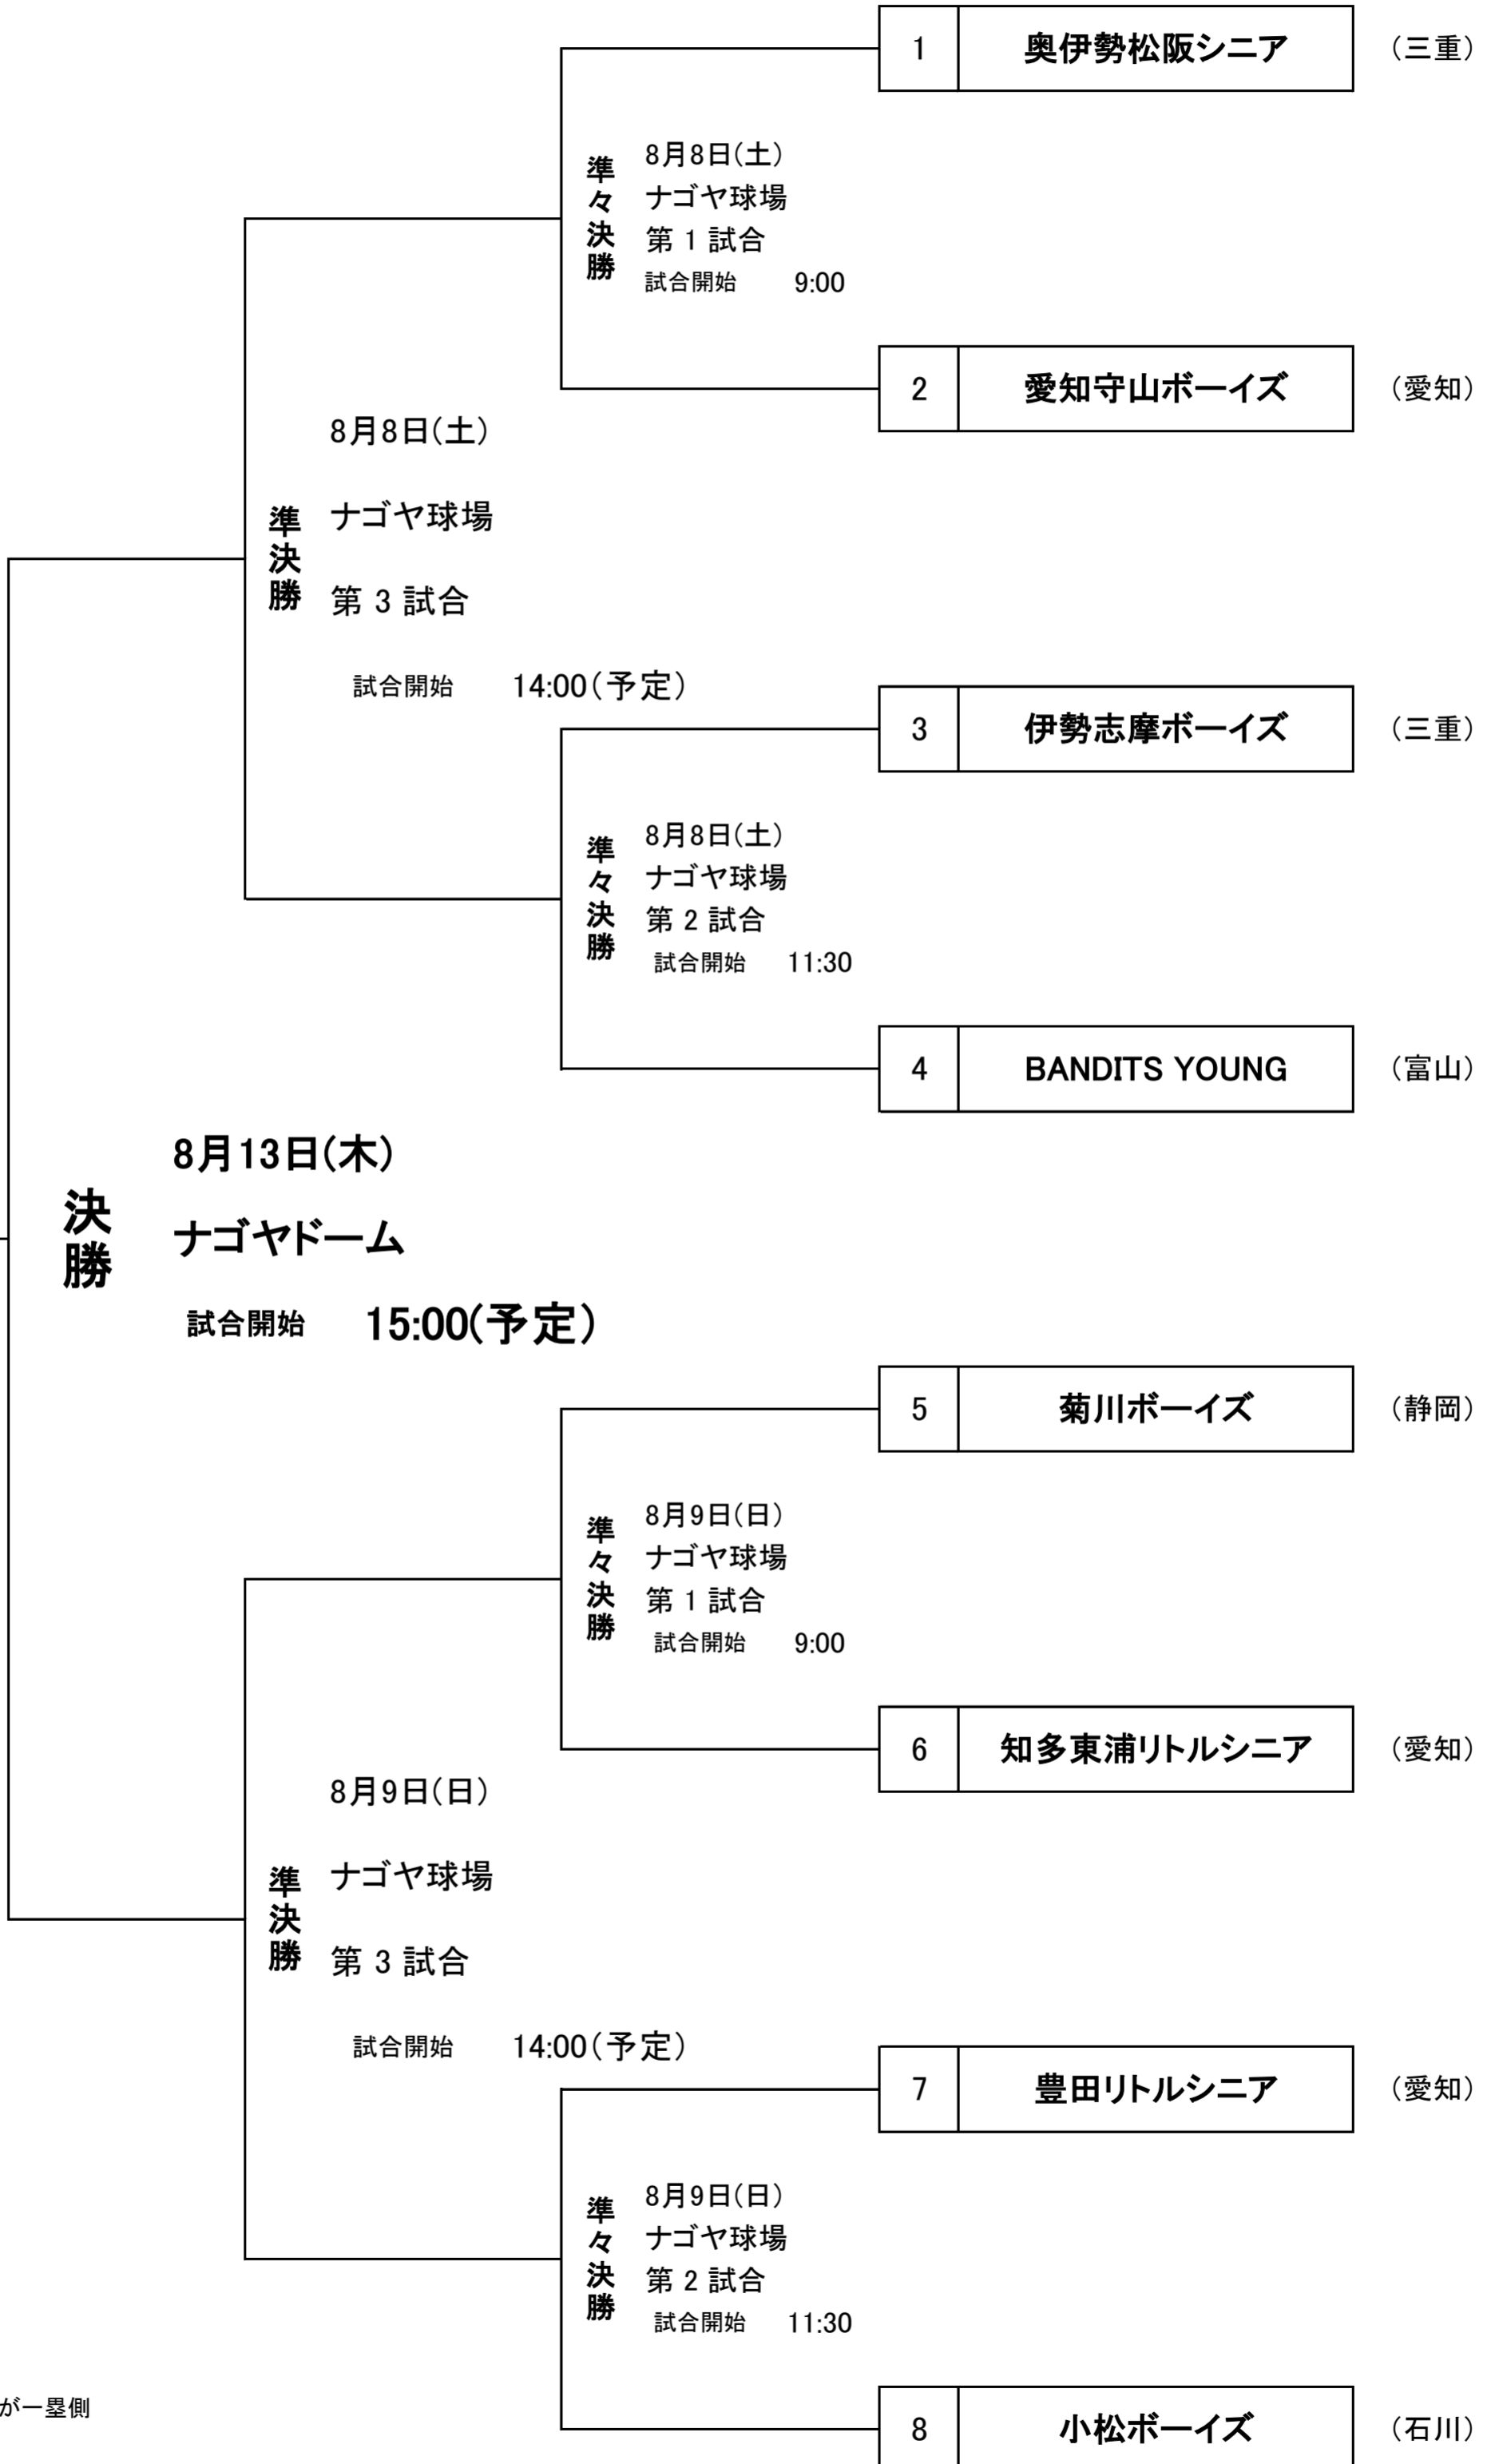 1 奥伊勢松阪シニア (三重)
準々決勝
8月8日(土)
ナゴヤ球場
第 1 試合
試合開始 9:00
2 愛知守山ボーイズ (愛知)
準決勝
8月8日(土)
ナゴヤ球場
第 3 試合
試合開始 14:00(予定)
3 伊勢志摩ボーイズ (三重)
準々決勝
8月8日(土)
ナゴヤ球場
第 2 試合
試合開始 11:30
4 BANDITS YOUNG (富山)
決勝
8月13日(木)
ナゴヤドーム
試合開始 15:00(予定)
5 菊川ボーイズ (静岡)
準々決勝
8月9日(日)
ナゴヤ球場
第 1 試合
試合開始 9:00
6 知多東浦リトルシニア (愛知)
準決勝
8月9日(日)
ナゴヤ球場
第 3 試合
試合開始 14:00(予定)
7 豊田リトルシニア (愛知)
準々決勝
8月9日(日)
ナゴヤ球場
第 2 試合
試合開始 11:30
が一塁側
8 小松ボーイズ (石川)